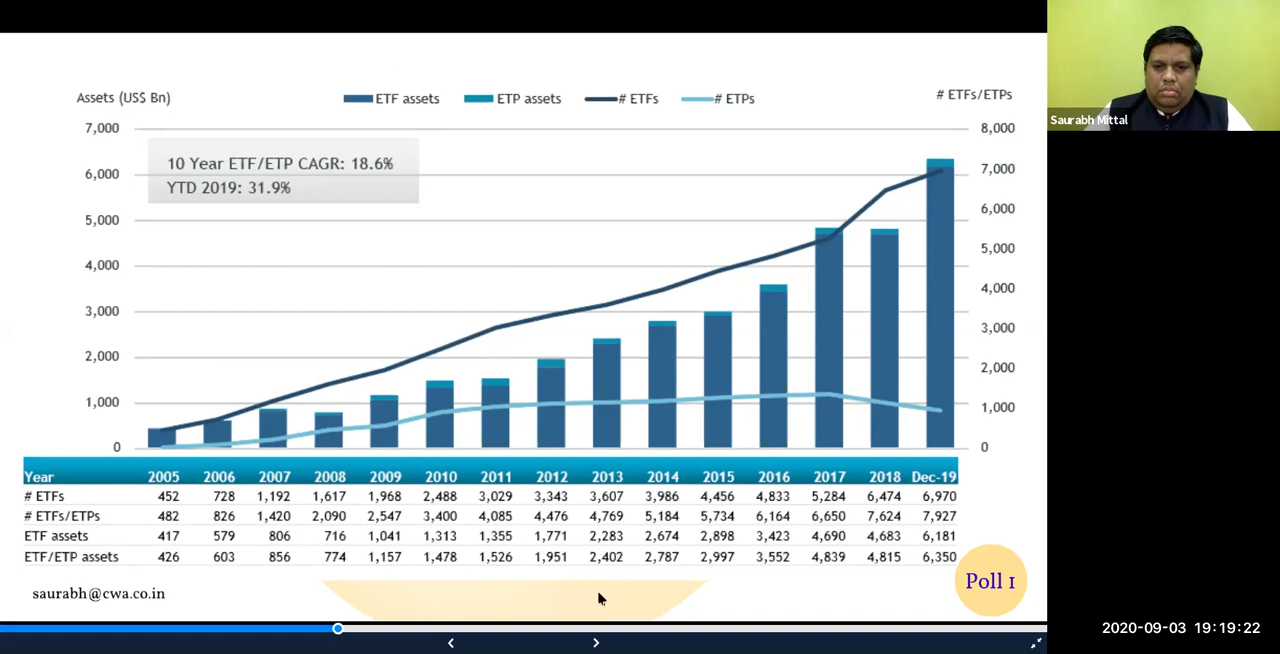 Assets (US$ Bn) ETF assets ETP assets # ETFs # ETPs # ETFs/ETPs
7,000 8,000
10 Year ETF/ETP CAGR: 18.6%
YTD 2019: 31.9%
6,000 7,000
5,000 6,000
4,000 5,000
3,000 4,000
2,000 3,000
1,000 2,000
0 1,000
0
Year 2005 2006 2007 2008 2009 2010 2011 2012 2013 2014 2015 2016 2017 2018 Dec-19
# ETFs 452 728 1,192 1,617 1,968 2,488 3,029 3,343 3,607 3,986 4,456 4,833 5,284 6,474 6,970
# ETFs/ETPs 482 826 1,420 2,090 2,547 3,400 4,085 4,476 4,769 5,184 5,734 6,164 6,650 7,624 7,927
ETF assets 417 579 806 716 1,041 1,313 1,355 1,771 2,283 2,674 2,898 3,423 4,690 4,683 6,181
ETF/ETP assets 426 603 856 774 1,157 1,478 1,526 1,951 2,402 2,787 2,997 3,552 4,839 4,815 6,350
saurabh@cwa.co.in
Poll 1
Saurabh Mittal
2020-09-03 19:19:22